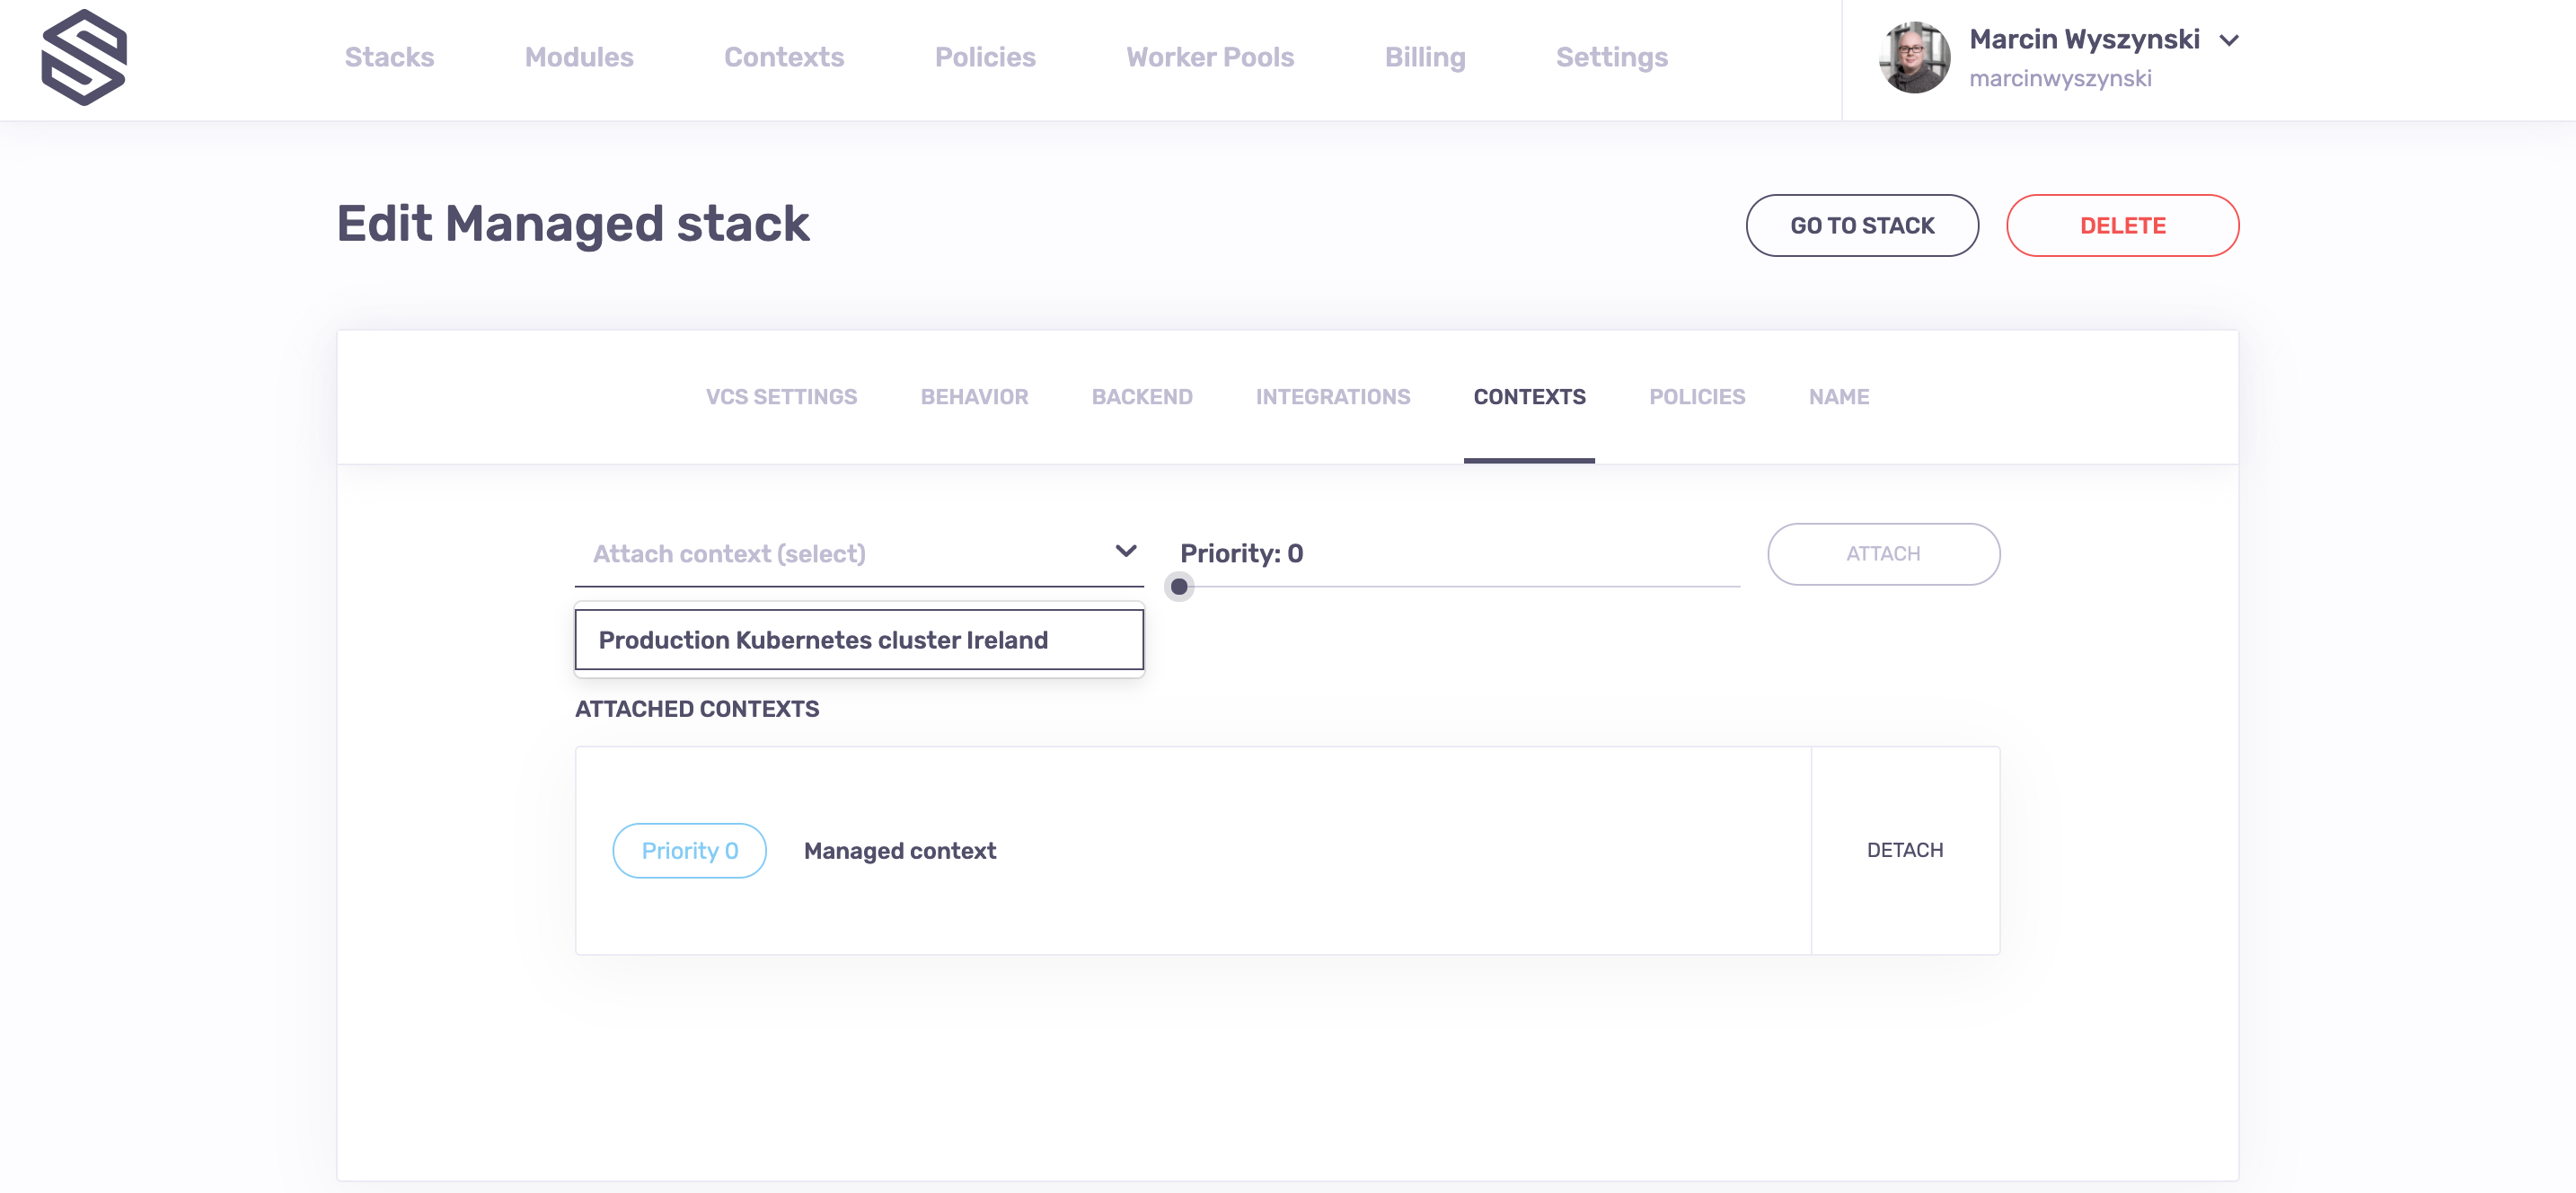 Stacks Modules Contexts Policies Worker Pools Billing Settings
Marcin Wyszynski
marcinwyszynski
Edit Managed stack
GO TO STACK DELETE
VCS SETTINGS BEHAVIOR BACKEND INTEGRATIONS CONTEXTS POLICIES NAME
Attach context (select) Priority: 0 ATTACH
Production Kubernetes cluster Ireland
ATTACHED CONTEXTS
Priority 0 Managed context DETACH